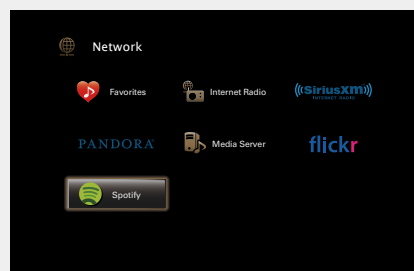 Network
Favorites
Internet Radio
((SiriusXM))
INTERNET RADIO
PANDORA
Media Server
flickr
Spotify